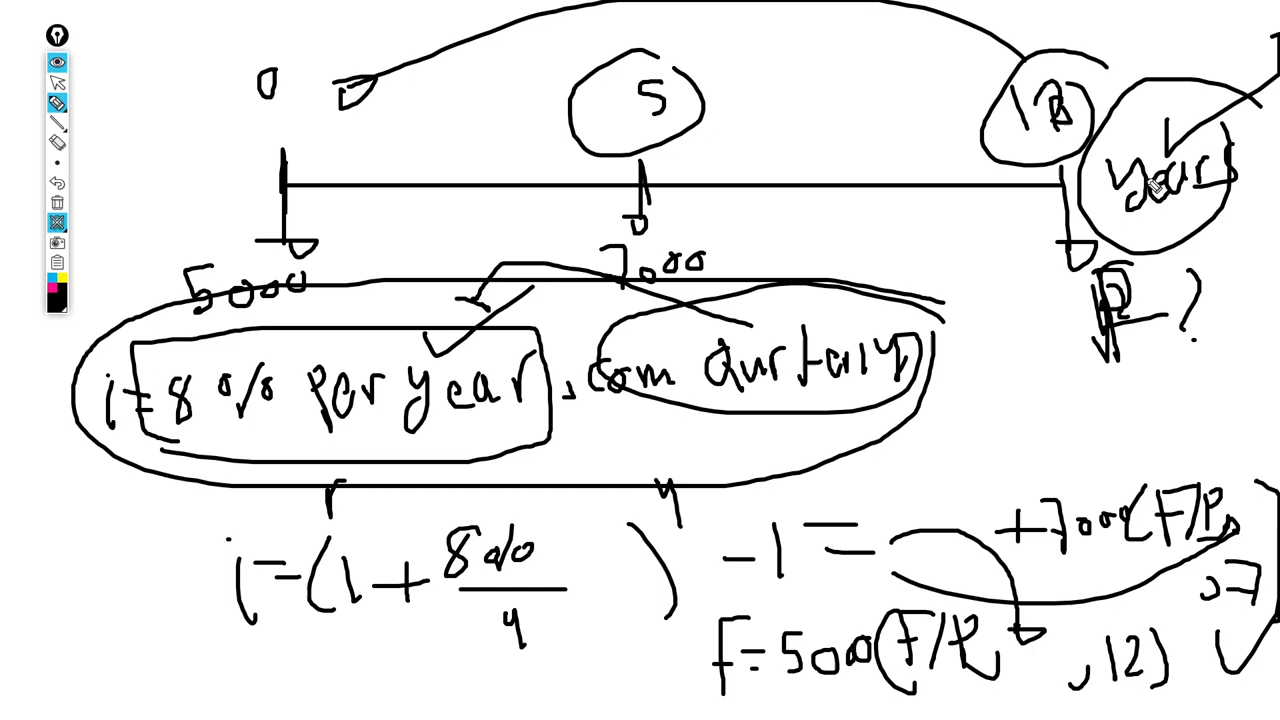 0 5 12 years
5000 7000 F ?
i = 8 % per year , com Qurterly
r 4
i = (1 + 8% / 4 ) - 1 = + 7000 (F/P, , 7)
F = 5000 (F/P, , 12)